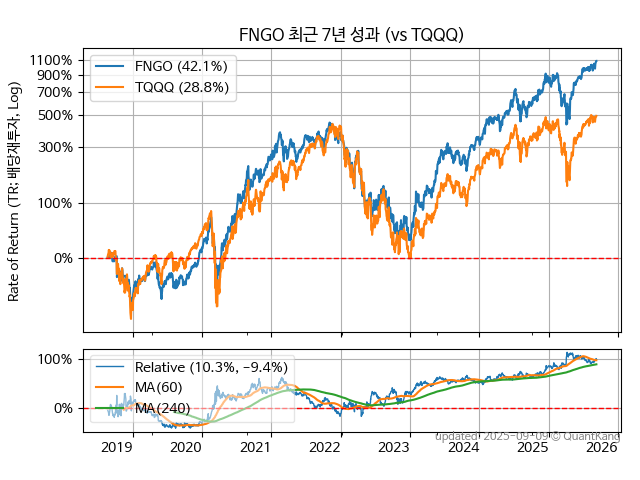 FNGO 최근 7년 성과 (vs TQQQ)
Rate of Return (TR; 배당재투자, Log)
1100%
900%
700%
500%
300%
100%
0%
FNGO (42.1%)
TQQQ (28.8%)
100%
0%
Relative (10.3%, -9.4%)
MA(60)
MA(240)
updated: 2025-09-09 © QuantKang
2019 2020 2021 2022 2023 2024 2025 2026